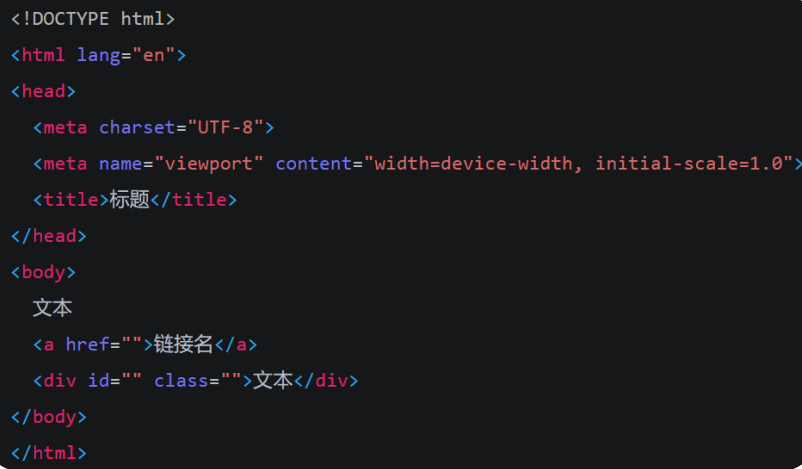 <!DOCTYPE html>
<html lang="en">
<head>
<meta charset="UTF-8">
<meta name="viewport" content="width=device-width, initial-scale=1.0">
<title>标题</title>
</head>
<body>
文本
<a href="">链接名</a>
<div id="" class="">文本</div>
</body>
</html>